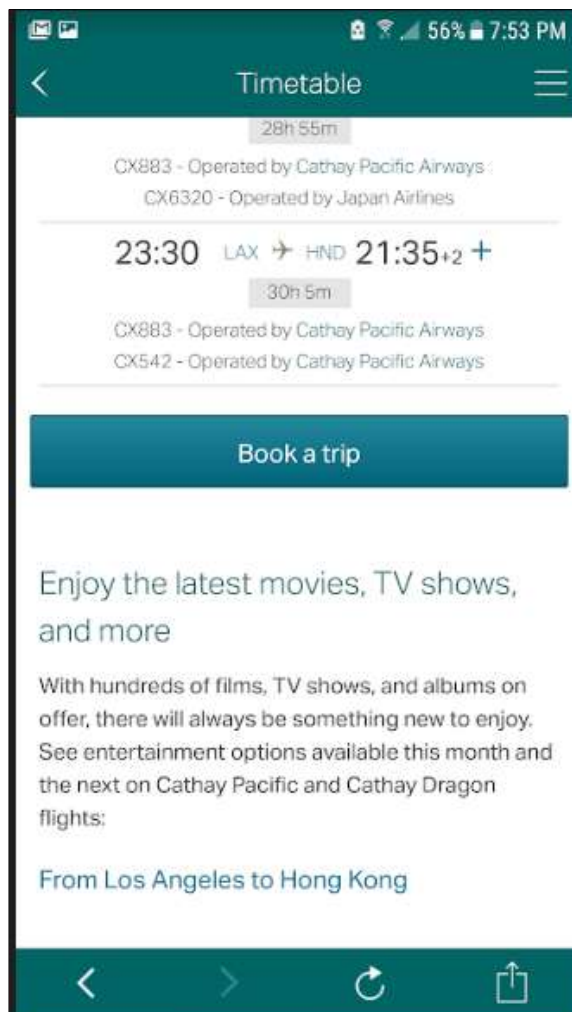 56% 7:53 PM
Timetable
28h 55m
CX883 - Operated by Cathay Pacific Airways
CX6320 - Operated by Japan Airlines
23:30 LAX HND 21:35+2 +
30h 5m
CX883 - Operated by Cathay Pacific Airways
CX542 - Operated by Cathay Pacific Airways
Book a trip
Enjoy the latest movies, TV shows,
and more
With hundreds of films, TV shows, and albums on
offer, there will always be something new to enjoy.
See entertainment options available this month and
the next on Cathay Pacific and Cathay Dragon
flights:
From Los Angeles to Hong Kong